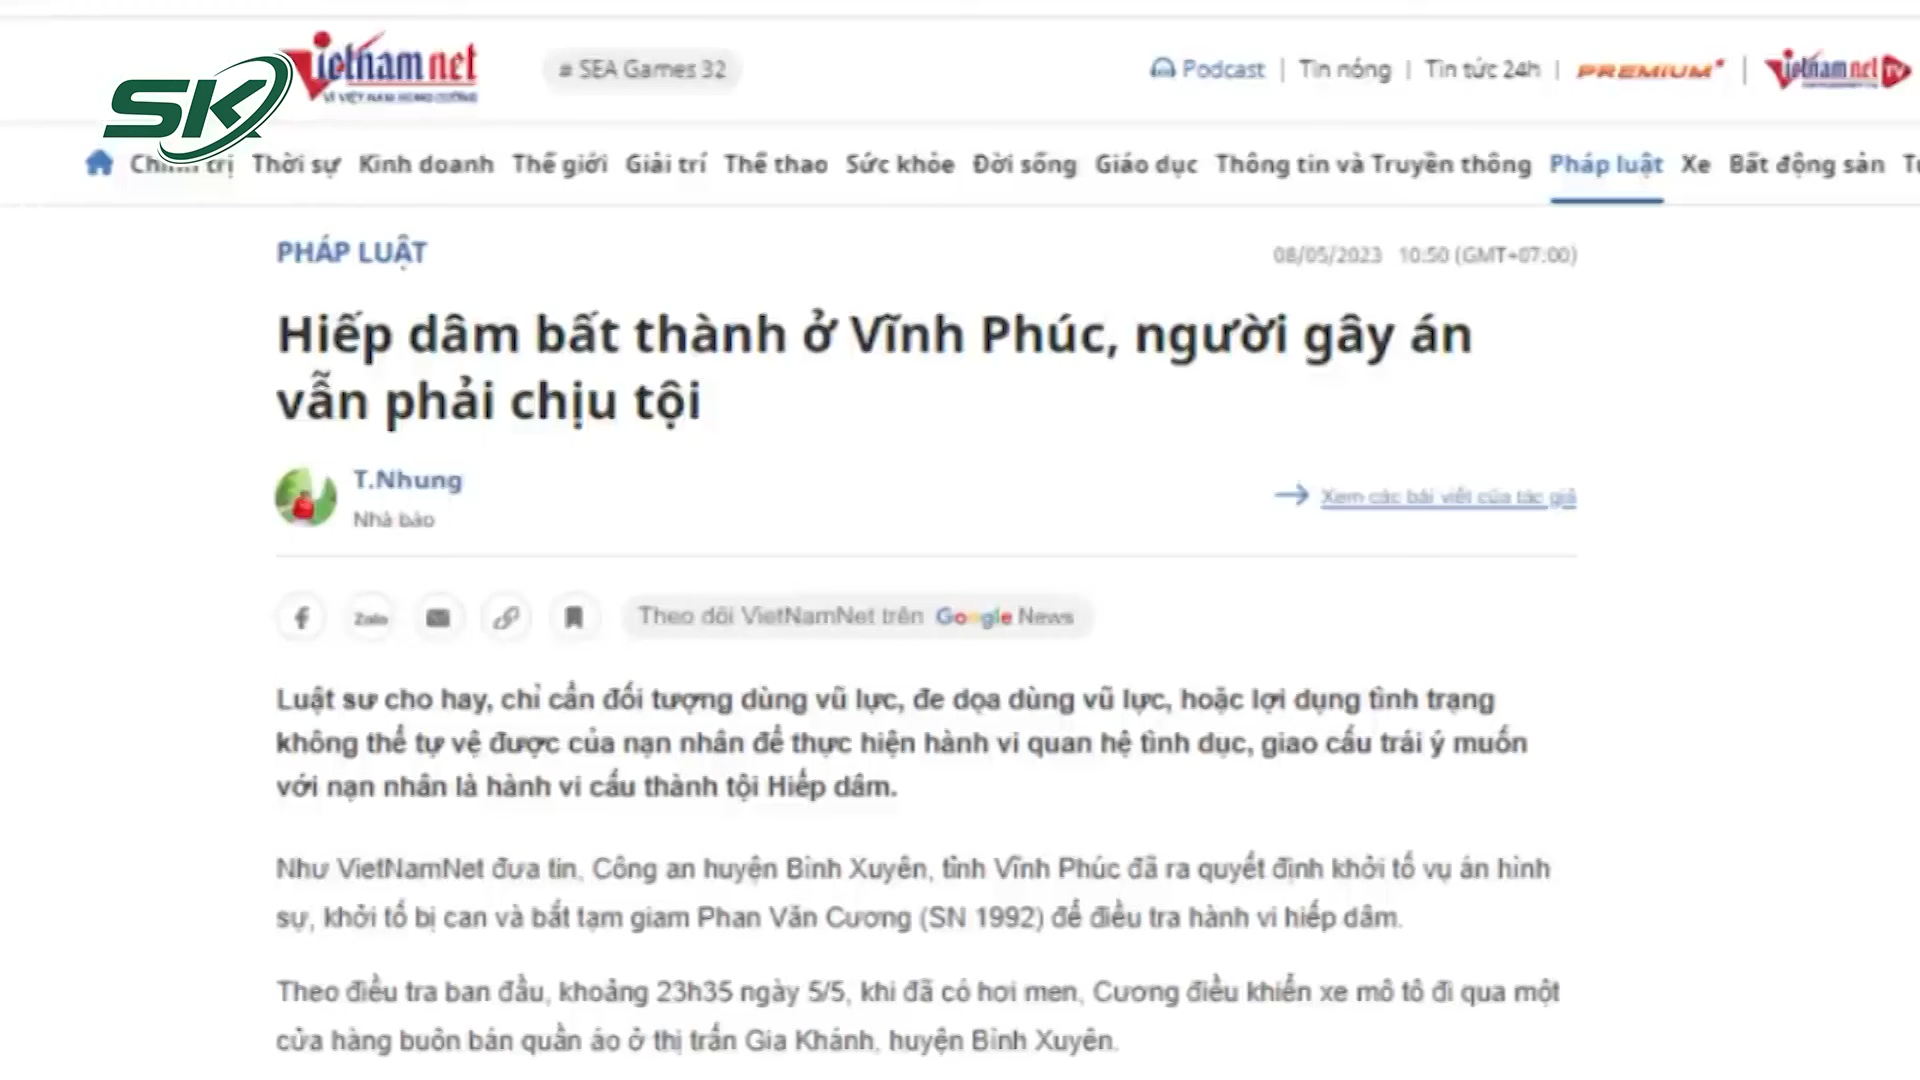 SK
Vietnam net
VÌ VIỆT NAM HÙNG CƯỜNG
# SEA Games 32
Podcast | Tin nóng | Tin tức 24h | PREMIUM | Vietnam net TV
Thời sự Kinh doanh Thế giới Giải trí Thể thao Sức khỏe Đời sống Giáo dục Thông tin và Truyền thông Pháp luật Xe Bất động sản
PHÁP LUẬT
08/05/2023 10:50 (GMT+07:00)
Hiếp dâm bất thành ở Vĩnh Phúc, người gây án
vẫn phải chịu tội
T.Nhung
Nhà báo
Xem các bài viết của tác giả
Zalo
Theo dõi VietNamNet trên Google News
Luật sư cho hay, chỉ cần đối tượng dùng vũ lực, đe dọa dùng vũ lực, hoặc lợi dụng tình trạng
không thể tự vệ được của nạn nhân để thực hiện hành vi quan hệ tình dục, giao cấu trái ý muốn
với nạn nhân là hành vi cấu thành tội Hiếp dâm.
Như VietNamNet đưa tin, Công an huyện Bình Xuyên, tỉnh Vĩnh Phúc đã ra quyết định khởi tố vụ án hình
sự, khởi tố bị can và bắt tạm giam Phan Văn Cương (SN 1992) để điều tra hành vi hiếp dâm.
Theo điều tra ban đầu, khoảng 23h35 ngày 5/5, khi đã có hơi men, Cương điều khiển xe mô tô đi qua một
cửa hàng buôn bán quần áo ở thị trấn Gia Khánh, huyện Bình Xuyên.